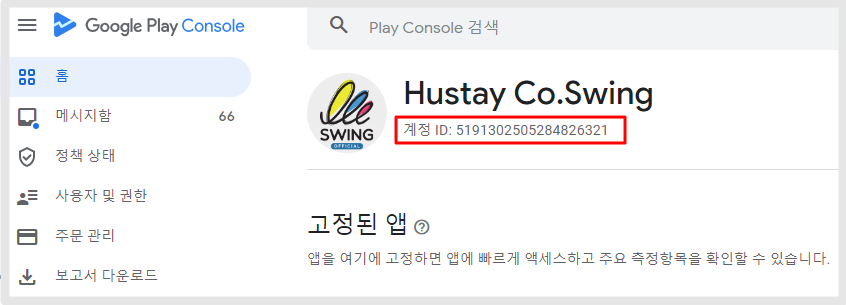 Google Play Console
Play Console 검색
홈
메시지함 66
정책 상태
사용자 및 권한
주문 관리
보고서 다운로드
SWING
OFFICIAL
Hustay Co.Swing
계정 ID: 5191302505284826321
고정된 앱
앱을 여기에 고정하면 앱에 빠르게 액세스하고 주요 측정항목을 확인할 수 있습니다.